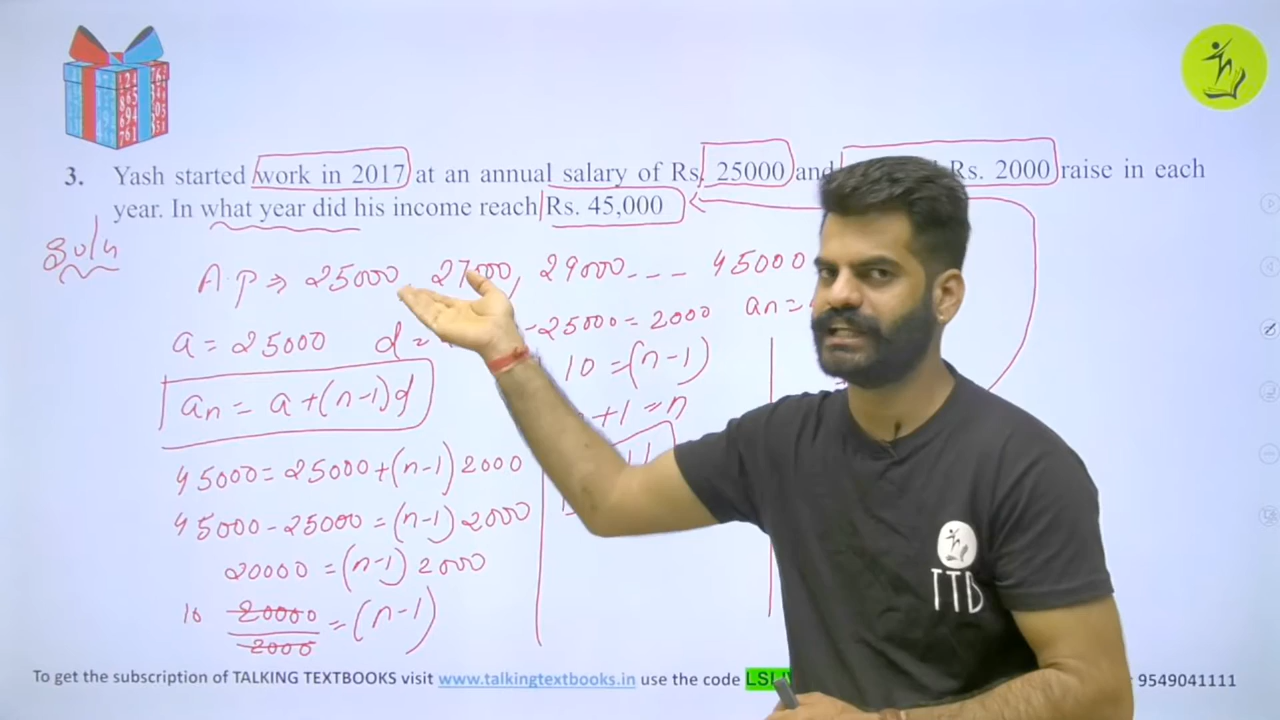 3. Yash started work in 2017 at an annual salary of Rs. 25000 and Rs. 2000 raise in each
year. In what year did his income reach Rs. 45,000
Soln
A.P ⇒ 25000, 27000, 29000 --- 45000
a = 25000 d = -25000 = 2000 an =
an = a + (n-1)d
45000 = 25000 + (n-1) 2000
45000 - 25000 = (n-1) 2000
20000 = (n-1) 2000
10 20000/2000 = (n-1)
10 = (n-1)
+1 = n
11
TTB
To get the subscription of TALKING TEXTBOOKS visit www.talkingtextbooks.in use the code 9549041111